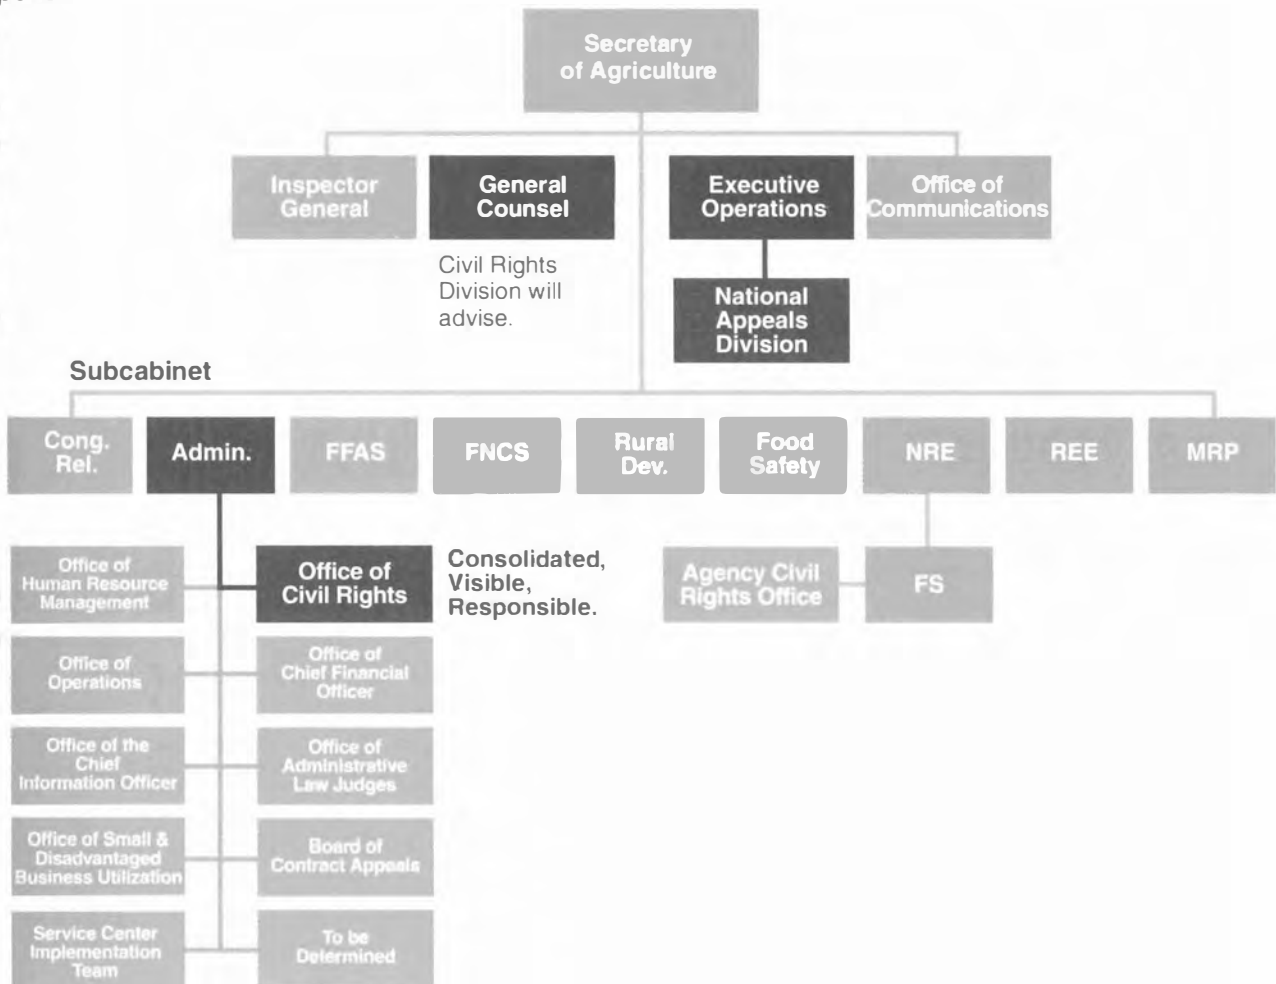 Secretary
of Agriculture
Inspector
General
General
Counsel
Executive
Operations
Office of
Communications
Civil Rights
Division will
advise.
National
Appeals
Division
Subcabinet
Cong.
Rel.
Admin.
FFAS
FNCS
Rural
Dev.
Food
Safety
NRE
REE
MRP
Office of
Human Resource
Management
Office of
Civil Rights
Consolidated,
Visible,
Responsible.
Agency Civil
Rights Office
FS
Office of
Operations
Office of
Chief Financial
Officer
Office of the
Chief
Information Officer
Office of
Administrative
Law Judges
Office of Small &
Disadvantaged
Business Utilization
Board of
Contract Appeals
Service Center
Implementation
Team
To be
Determined